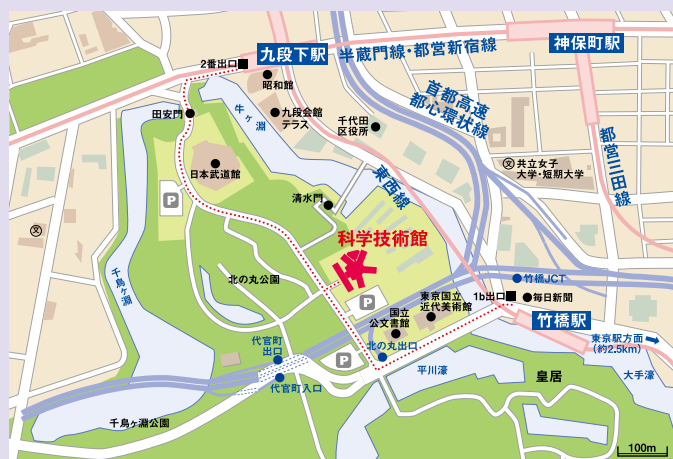 2番出口
九段下駅
半蔵門線・都営新宿線
神保町駅
昭和館
首都高速
都心環状線
田安門
牛ヶ淵
九段会館
テラス
千代田
区役所
都営三田線
共立女子
大学・短期大学
文
日本武道館
P
清水門
東西線
文
科学技術館
千鳥ヶ淵
北の丸公園
竹橋JCT
1b出口
毎日新聞
P
東京国立
近代美術館
国立
公文書館
竹橋駅
東京駅方面
(約2.5km)
代官町
出口
P
北の丸出口
平川濠
皇居
大手濠
代官町入口
千鳥ヶ淵公園
100m